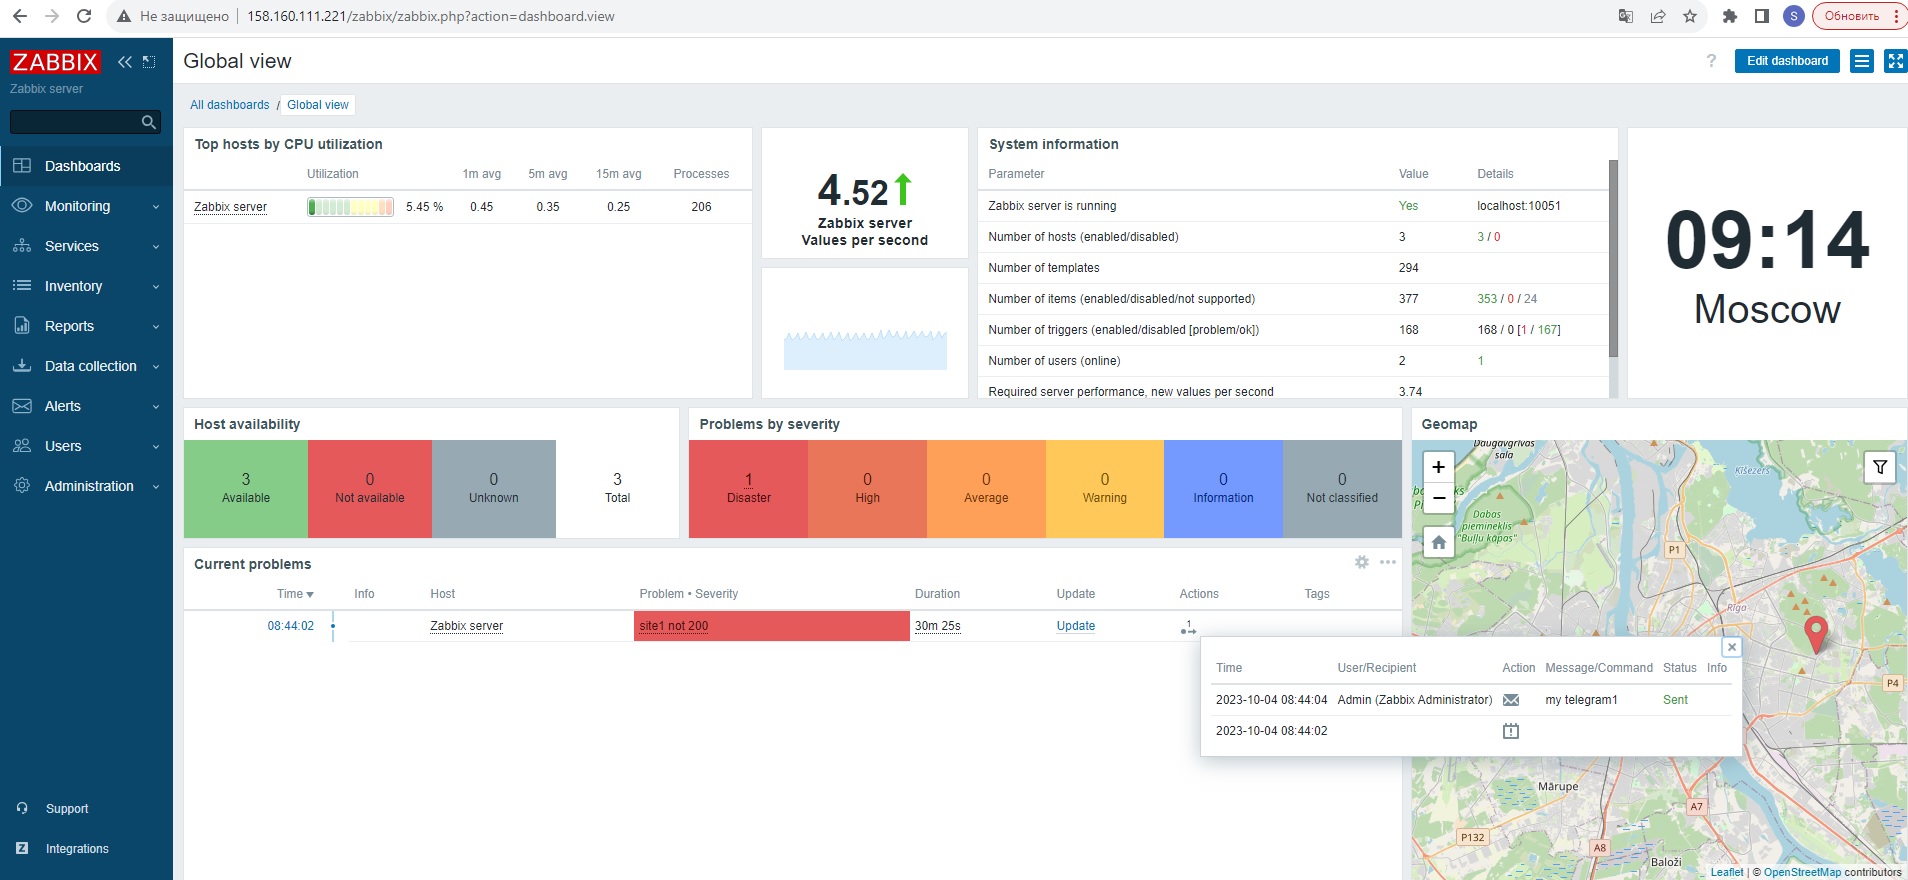 Не защищено 158.160.111.221/zabbix/zabbix.php?action=dashboard.view S Обновить
ZABBIX
Zabbix server
Dashboards
Monitoring
Services
Inventory
Reports
Data collection
Alerts
Users
Administration
Support
Integrations
Global view ? Edit dashboard
All dashboards / Global view
Top hosts by CPU utilization
Utilization 1m avg 5m avg 15m avg Processes
Zabbix server 5.45 % 0.45 0.35 0.25 206
4.52
Zabbix server
Values per second
System information
Parameter Value Details
Zabbix server is running Yes localhost:10051
Number of hosts (enabled/disabled) 3 3 / 0
Number of templates 294
Number of items (enabled/disabled/not supported) 377 353 / 0 / 24
Number of triggers (enabled/disabled [problem/ok]) 168 168 / 0 [1 / 167]
Number of users (online) 2 1
Required server performance, new values per second 3.74
09:14
Moscow
Host availability
3 0 0 3
Available Not available Unknown Total
Problems by severity
1 0 0 0 0 0
Disaster High Average Warning Information Not classified
Current problems
Time Info Host Problem • Severity Duration Update Actions Tags
08:44:02 Zabbix server site1 not 200 30m 25s Update 1
Time User/Recipient Action Message/Command Status Info
2023-10-04 08:44:04 Admin (Zabbix Administrator) my telegram1 Sent
2023-10-04 08:44:02
Geomap
Daugavgrīvas
sala
+
−
Ķīšezers
Dabas
piemineklis
"Buļļu kāpas"
P1
Rīga
P4
Mārupe
A7
P132
A8
Baloži
Leaflet | © OpenStreetMap contributors